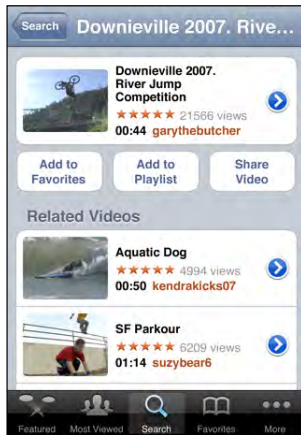 Search
Downieville 2007. Rive...
Downieville 2007.
River Jump
Competition
21566 views
00:44 garythebutcher
Add to
Favorites
Add to
Playlist
Share
Video
Related Videos
Aquatic Dog
4994 views
00:50 kendrakicks07
SF Parkour
6209 views
01:14 suzybear6
Featured
Most Viewed
Search
Favorites
More